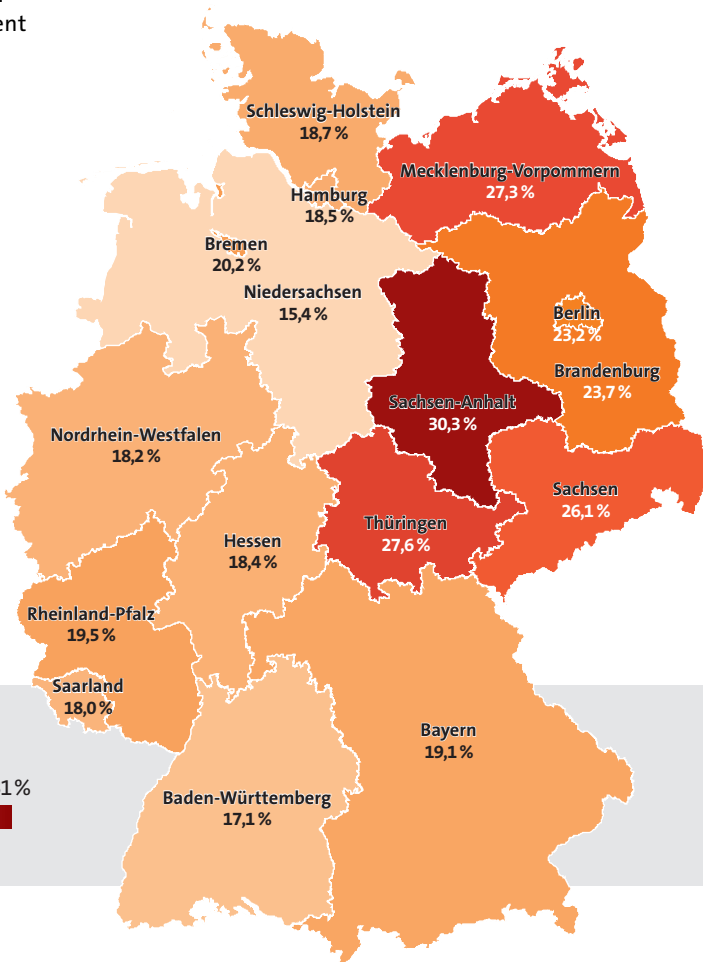 ent
Schleswig-Holstein
18,7 %
Mecklenburg-Vorpommern
27,3 %
Hamburg
18,5 %
Bremen
20,2 %
Niedersachsen
15,4 %
Berlin
23,2 %
Brandenburg
23,7 %
Sachsen-Anhalt
30,3 %
Nordrhein-Westfalen
18,2 %
Sachsen
26,1 %
Thüringen
27,6 %
Hessen
18,4 %
Rheinland-Pfalz
19,5 %
Saarland
18,0 %
Bayern
19,1 %
1 %
Baden-Württemberg
17,1 %